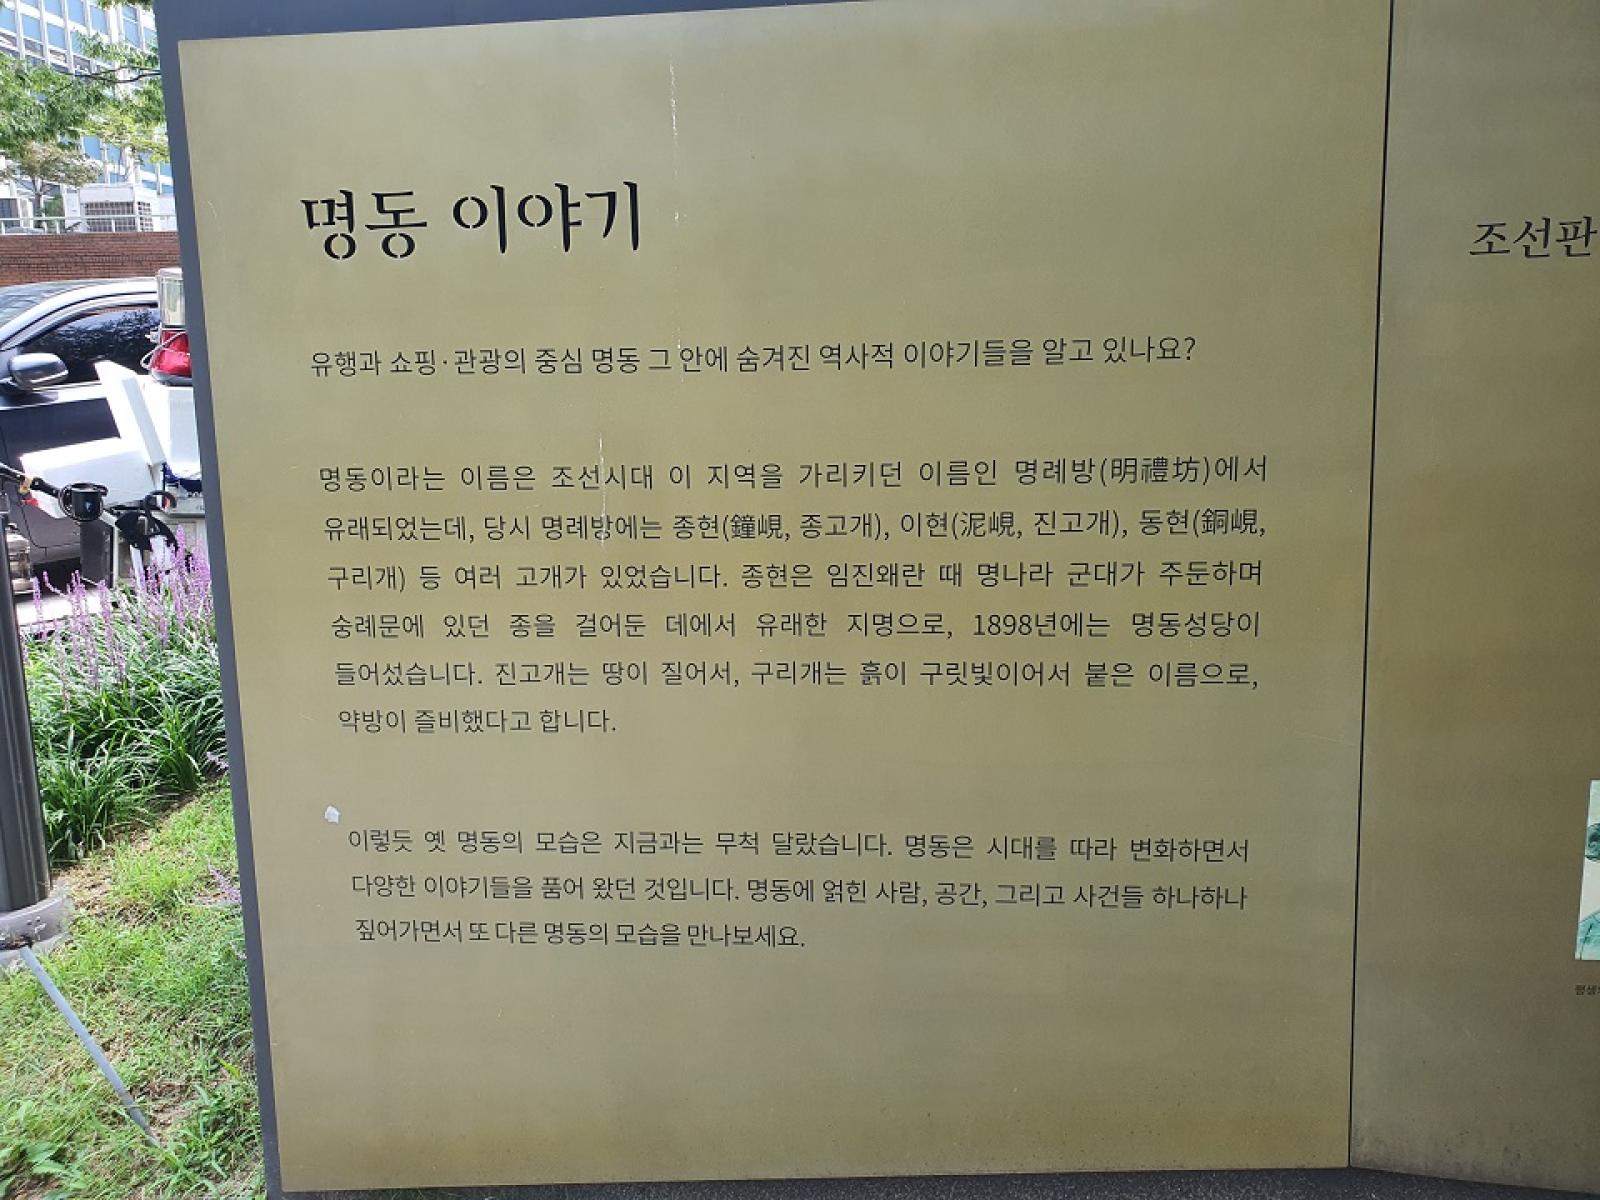 명동 이야기
유행과 쇼핑·관광의 중심 명동 그 안에 숨겨진 역사적 이야기들을 알고 있나요?
명동이라는 이름은 조선시대 이 지역을 가리키던 이름인 명례방(明禮坊)에서
유래되었는데, 당시 명례방에는 종현(鐘峴, 종고개), 이현(泥峴, 진고개), 동현(銅峴,
구리개) 등 여러 고개가 있었습니다. 종현은 임진왜란 때 명나라 군대가 주둔하며
숭례문에 있던 종을 걸어둔 데에서 유래한 지명으로, 1898년에는 명동성당이
들어섰습니다. 진고개는 땅이 질어서, 구리개는 흙이 구릿빛이어서 붙은 이름으로,
약방이 즐비했다고 합니다.
이렇듯 옛 명동의 모습은 지금과는 무척 달랐습니다. 명동은 시대를 따라 변화하면서
다양한 이야기들을 품어 왔던 것입니다. 명동에 얽힌 사람, 공간, 그리고 사건들 하나하나
짚어가면서 또 다른 명동의 모습을 만나보세요.
조선판